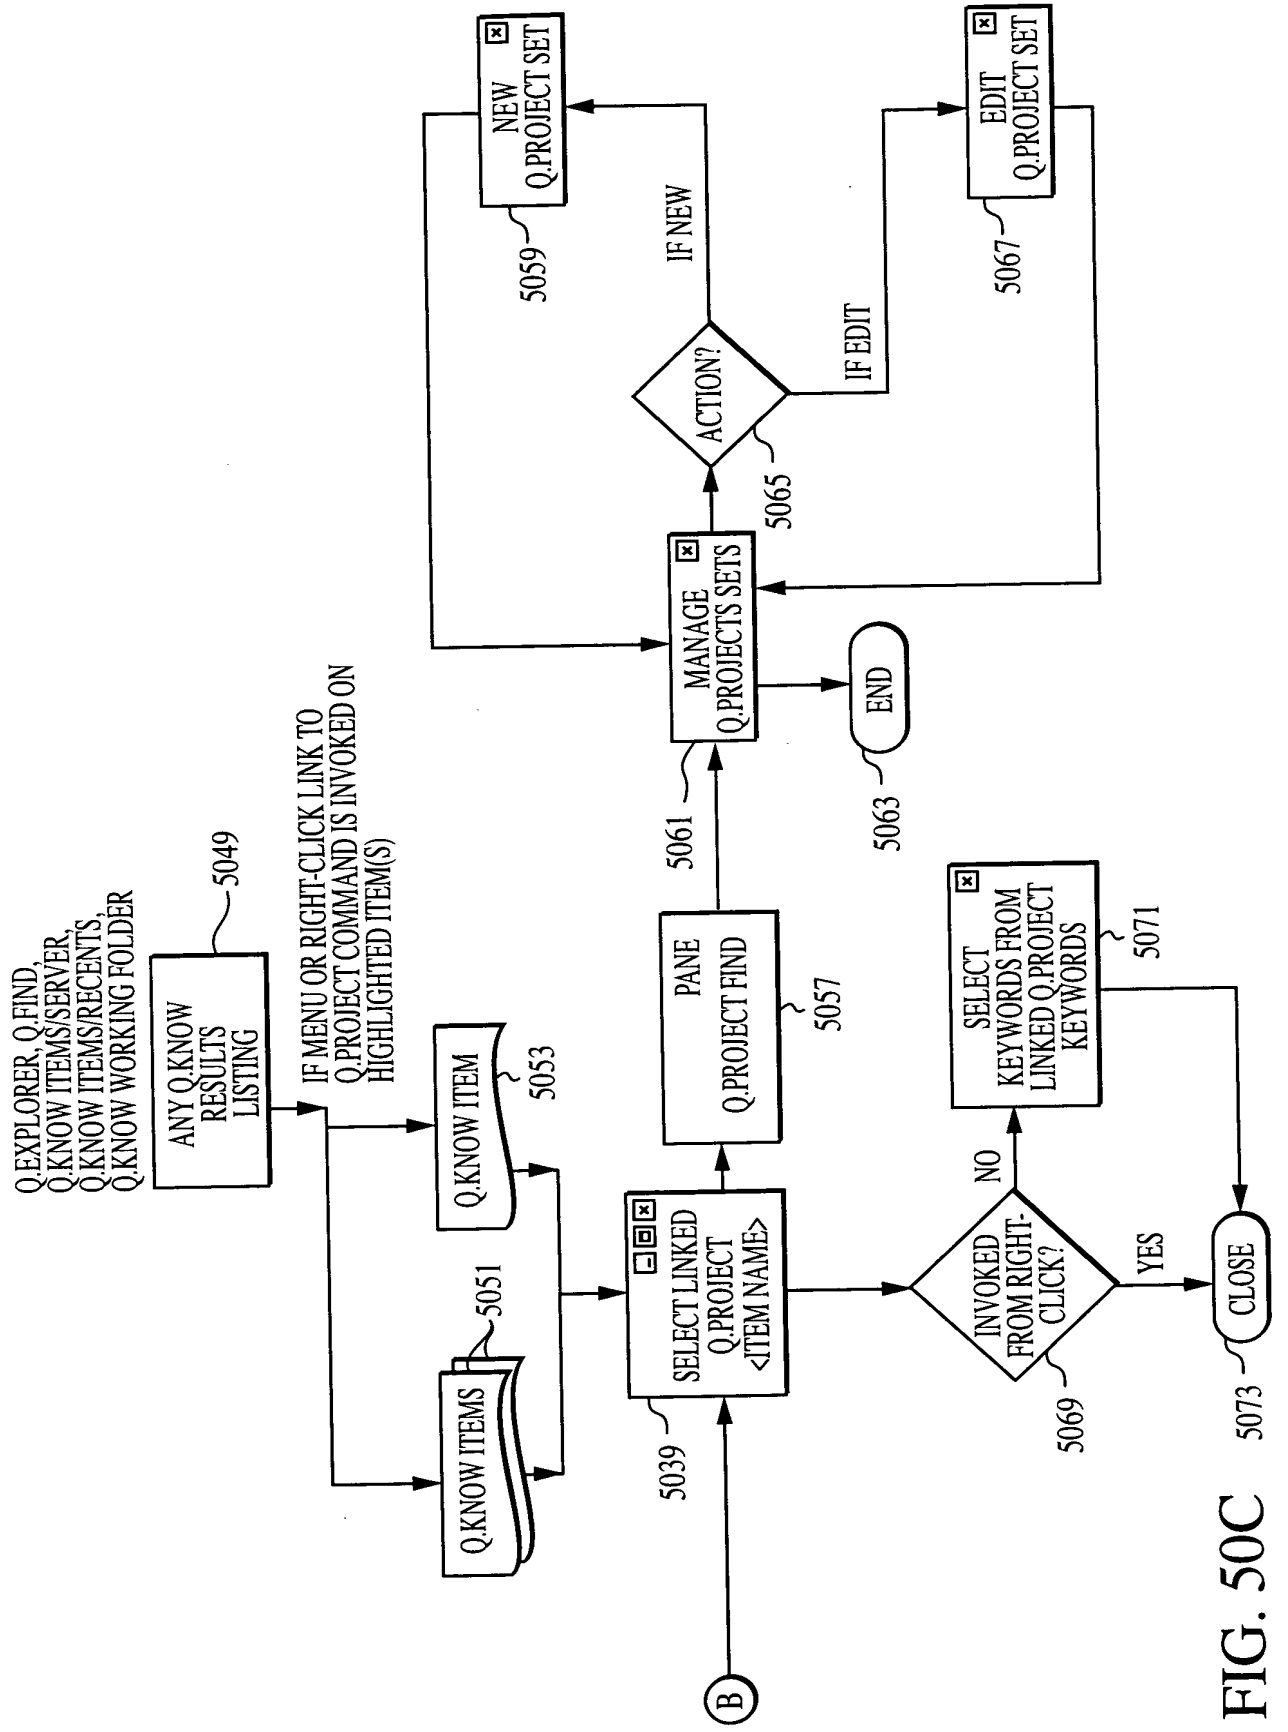 Q.EXPLORER, Q.FIND,
Q.KNOW ITEMS/SERVER,
Q.KNOW ITEMS/RECENTS,
Q.KNOW WORKING FOLDER
ANY Q.KNOW
RESULTS
LISTING
5049
IF MENU OR RIGHT-CLICK LINK TO
Q.PROJECT COMMAND IS INVOKED ON
HIGHLIGHTED ITEM(S)
Q.KNOW ITEMS
5051
Q.KNOW ITEM
5053
B
SELECT LINKED
Q.PROJECT
<ITEM NAME>
5039
PANE
Q.PROJECT FIND
5057
MANAGE
Q.PROJECTS SETS
5061
END
5063
ACTION?
5065
IF NEW
NEW
Q.PROJECT SET
5059
IF EDIT
EDIT
Q.PROJECT SET
5067
INVOKED
FROM RIGHT-
CLICK?
5069
NO
SELECT
KEYWORDS FROM
LINKED Q.PROJECT
KEYWORDS
5071
YES
CLOSE
5073
FIG. 50C